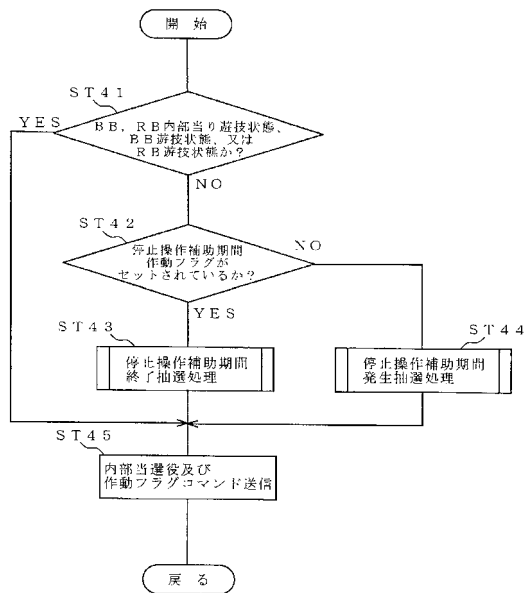 開　始
ＳＴ４１
ＹＥＳ
ＢＢ，ＲＢ内部当り遊技状態、
ＢＢ遊技状態、又は
ＲＢ遊技状態か？
ＮＯ
ＳＴ４２
停止操作補助期間
作動フラグが
セットされているか？
ＮＯ
ＹＥＳ
ＳＴ４３
停止操作補助期間
終了抽選処理
ＳＴ４４
停止操作補助期間
発生抽選処理
ＳＴ４５
内部当選役及び
作動フラグコマンド送信
戻　る